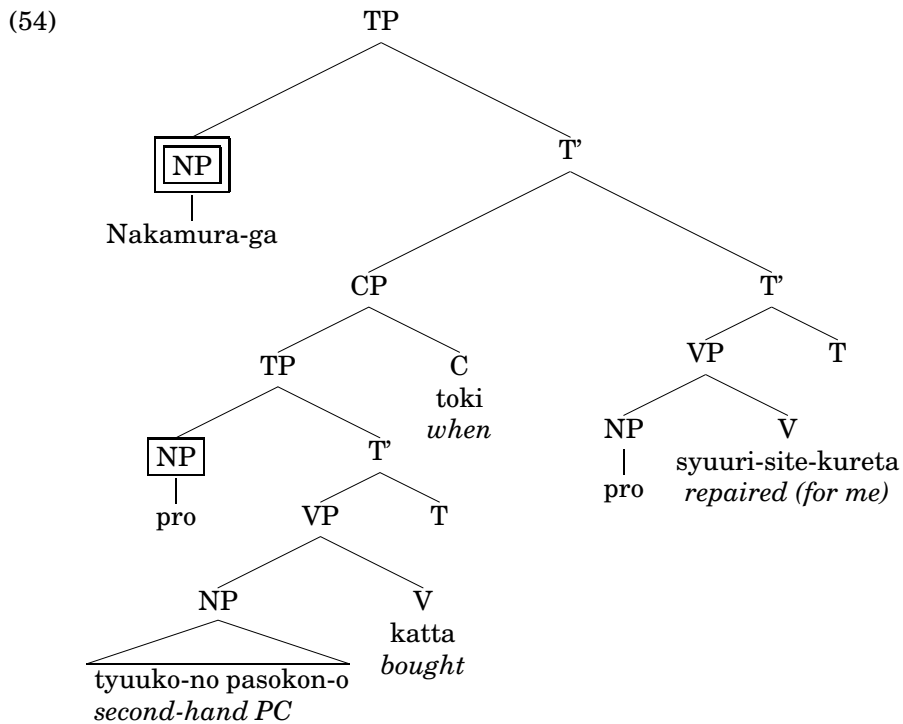 (54)
TP
NP
T’
Nakamura-ga
CP
T’
TP
C
VP
T
toki
when
NP
T’
NP
V
pro
syuuri-site-kureta
pro
repaired (for me)
VP
T
NP
V
katta
bought
tyuuko-no pasokon-o
second-hand PC